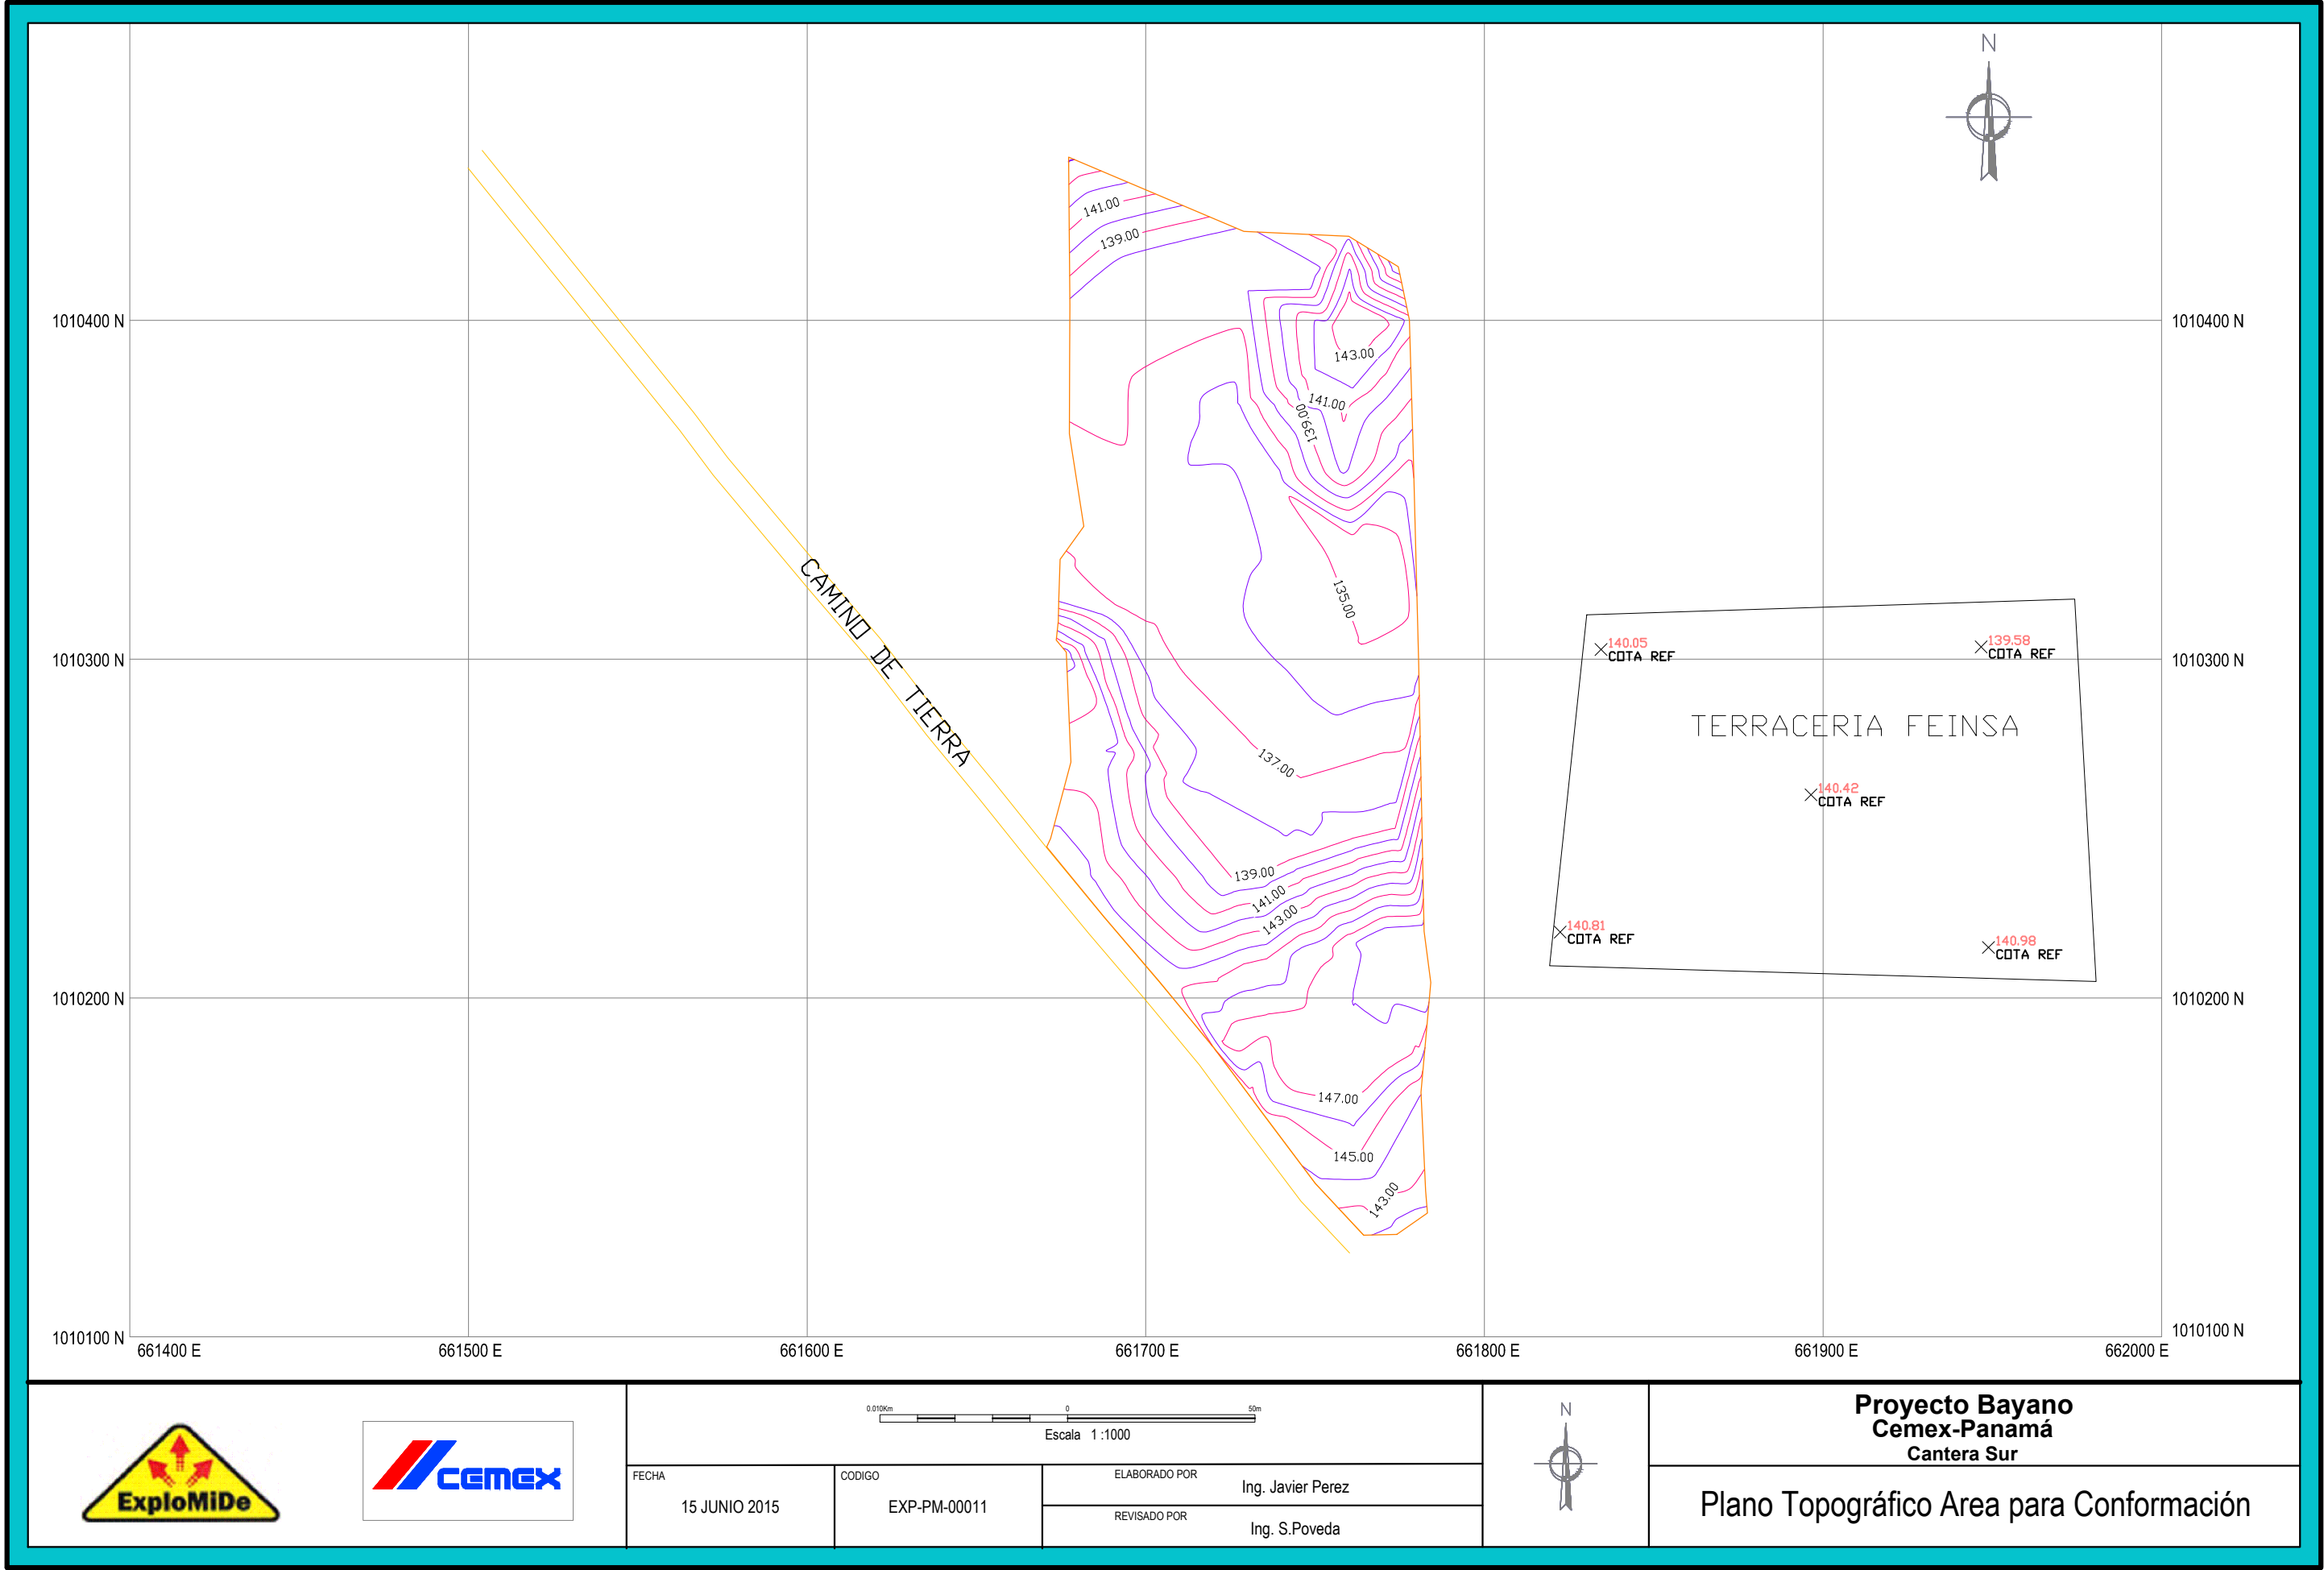 N
141.00
139.00
1010400 N
1010400 N
143.00
141.00
139.00
CAMINO DE TIERRA
135.00
140.05
COTA REF
139.58
COTA REF
1010300 N
1010300 N
TERRACERIA FEINSA
137.00
140.42
COTA REF
139.00
141.00
143.00
140.81
COTA REF
140.98
COTA REF
1010200 N
1010200 N
147.00
145.00
143.00
1010100 N
1010100 N
661400 E
661500 E
661600 E
661700 E
661800 E
661900 E
662000 E
ExploMiDe
CEMEX
0.010Km
0
50m
Escala 1 :1000
FECHA
15 JUNIO 2015
CODIGO
EXP-PM-00011
ELABORADO POR
Ing. Javier Perez
REVISADO POR
Ing. S.Poveda
N
Proyecto Bayano
Cemex-Panamá
Cantera Sur
Plano Topográfico Area para Conformación